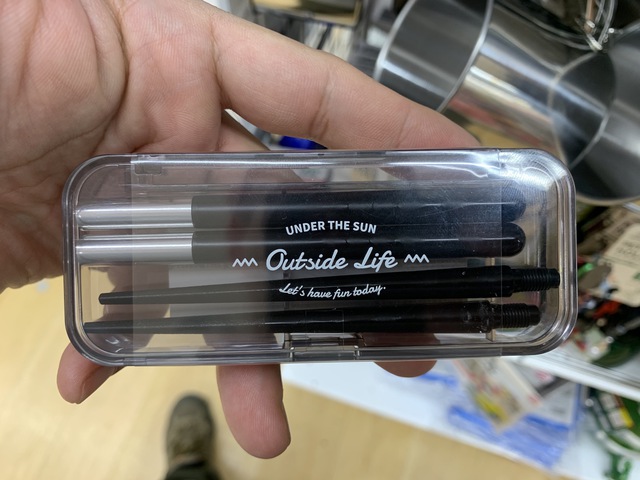 UNDER THE SUN
Outside Life
Let's have fun today.